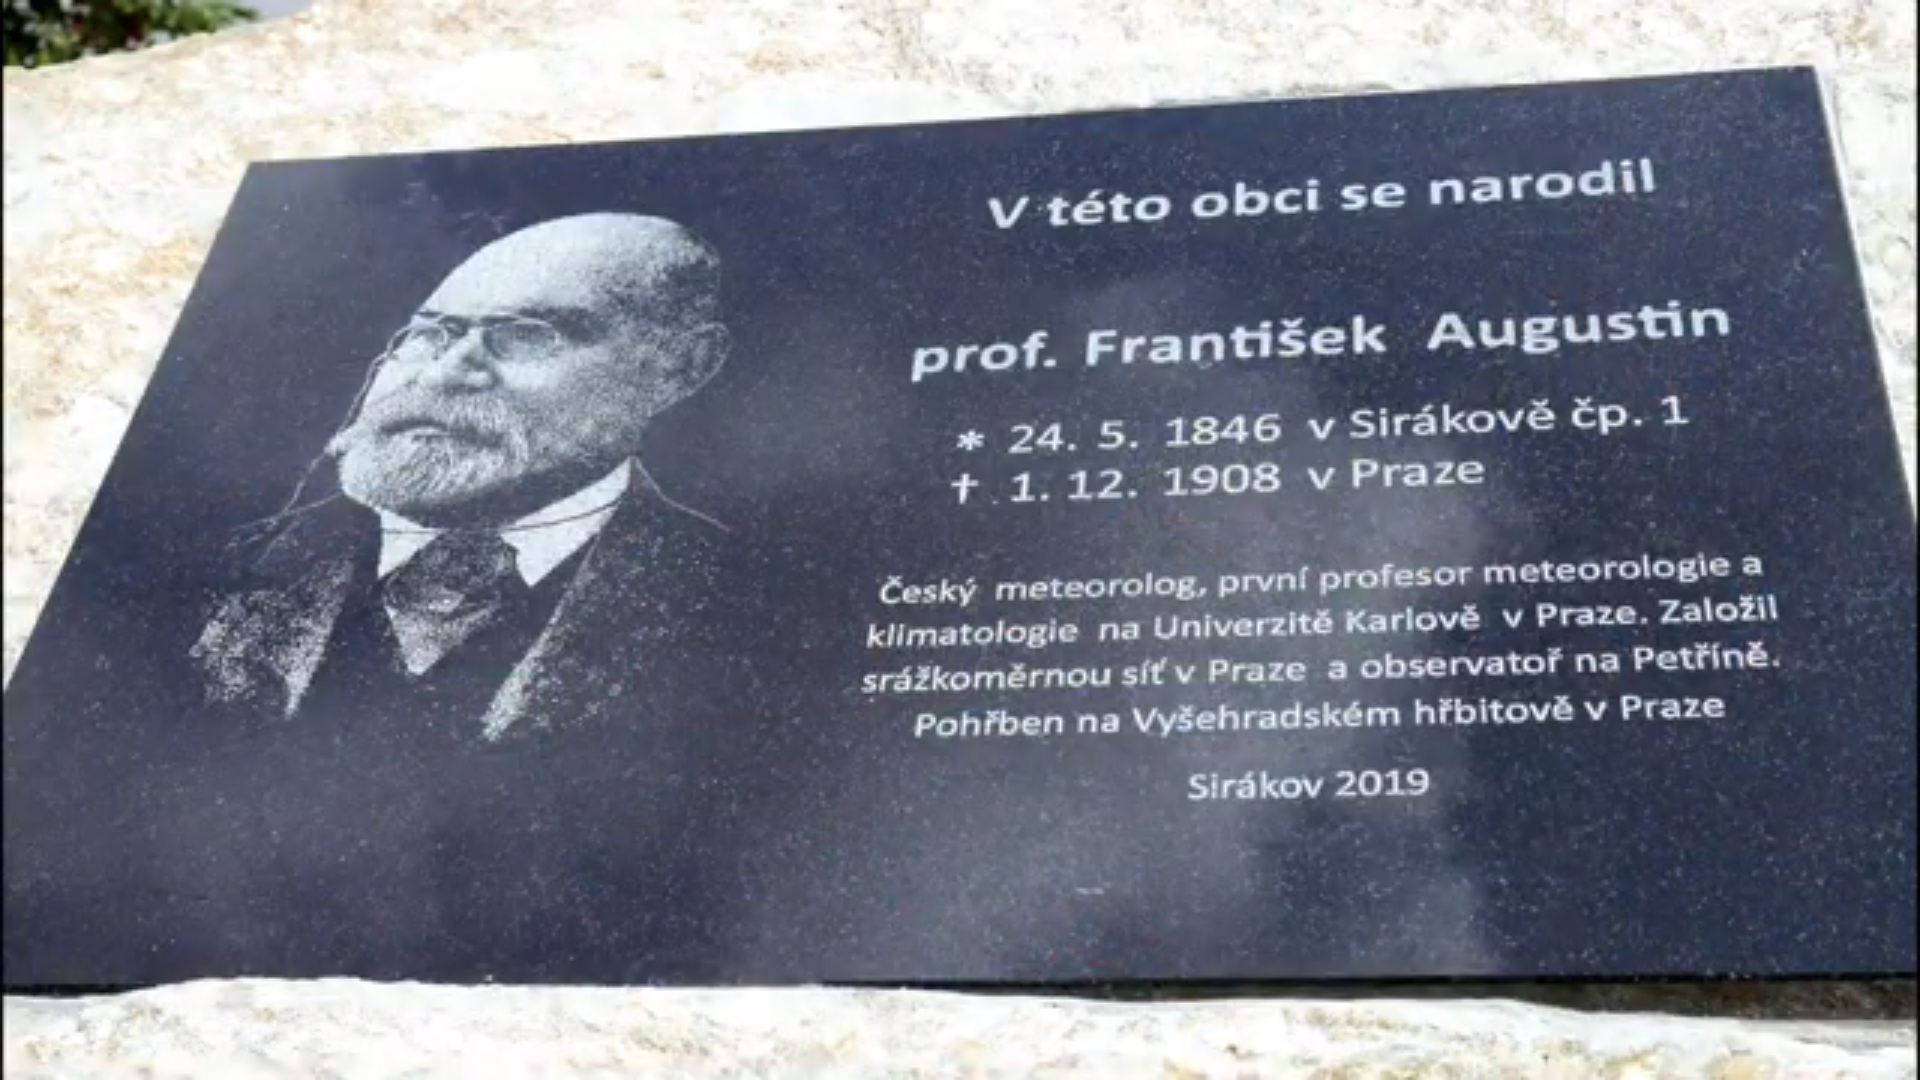 V této obci se narodil
prof. František Augustin
* 24. 5. 1846 v Sirákově čp. 1
† 1. 12. 1908 v Praze
Český meteorolog, první profesor meteorologie a
klimatologie na Univerzitě Karlově v Praze. Založil
srážkoměrnou síť v Praze a observatoř na Petříně.
Pohřben na Vyšehradském hřbitově v Praze
Sirákov 2019